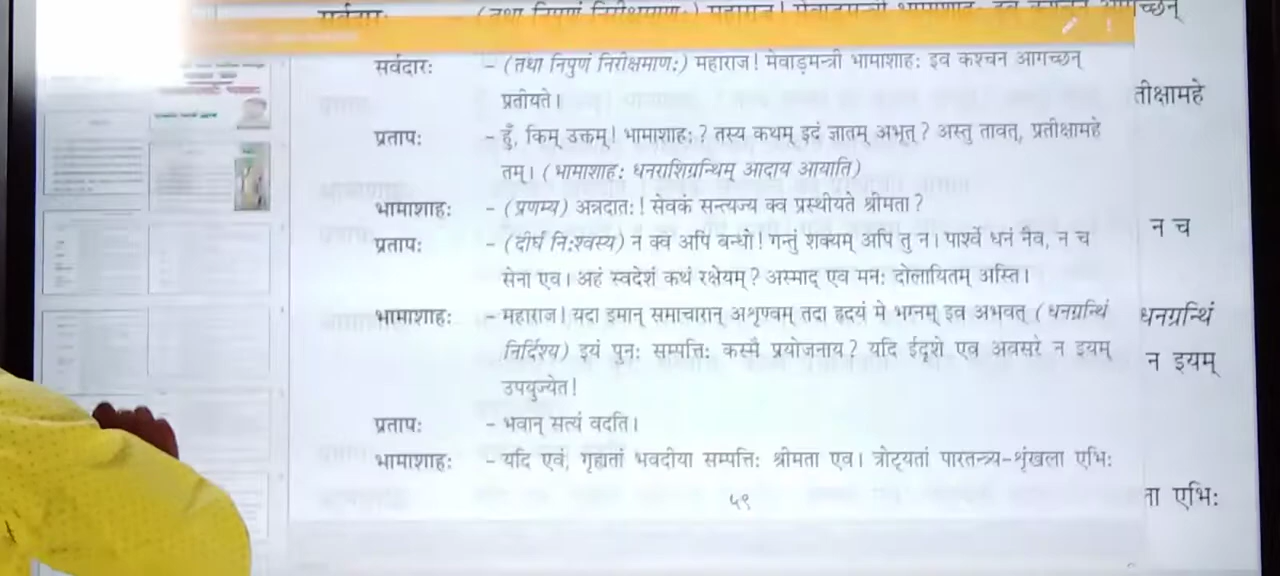 सर्वदारः - (तथा निपुणं निरीक्षमाणः) महाराज! मेवाड़मन्त्री भामाशाहः इव कश्चन आगच्छन्
प्रतीयते।
तीक्षामहे
प्रतापः - हुँ, किम् उक्तम्! भामाशाहः? तस्य कथम् इदं ज्ञातम् अभूत्? अस्तु तावत्, प्रतीक्षामहे
तम्। (भामाशाहः धनराशिग्रन्थिम् आदाय आयाति)
भामाशाहः - (प्रणम्य) अन्नदातः! सेवकं सन्त्यज्य क्व प्रस्थीयते श्रीमता?
न च
प्रतापः - (दीर्घं निःश्वस्य) न क्व अपि बन्धो! गन्तुं शक्यम् अपि तु न। पार्श्वे धनं नैव, न च
सेना एव। अहं स्वदेशं कथं रक्षेयम्? अस्माद् एव मनः दोलायितम् अस्ति।
भामाशाहः - महाराज! यदा इमान् समाचारान् अशृण्वम् तदा हृदयं मे भग्नम् इव अभवत् (धनग्रन्थिं
धनग्रन्थिं
निर्दिश्य) इयं पुनः सम्पत्तिः कस्मै प्रयोजनाय? यदि ईदृशे एव अवसरे न इयम्
न इयम्
उपयुज्येत!
प्रतापः - भवान् सत्यं वदति।
भामाशाहः - यदि एवं, गृह्यतां भवदीया सम्पत्तिः श्रीमता एव। त्रोट्यतां पारतन्त्र्य-शृंखला एभिः
५९
एभिः